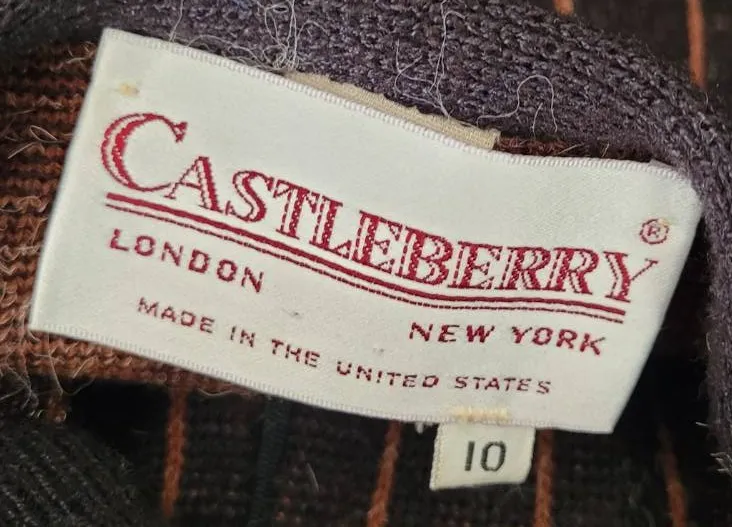 CASTLEBERRY®
LONDON
NEW YORK
MADE IN THE UNITED STATES
10